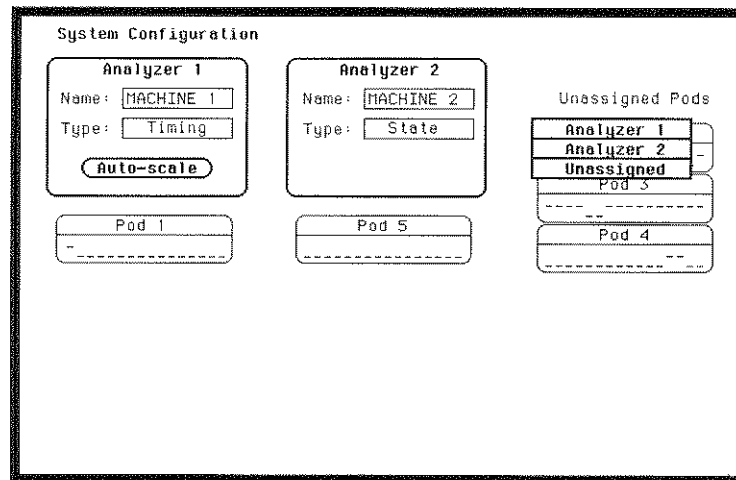 System Configuration
Analyzer 1
Name: MACHINE 1
Type: Timing
Auto-scale
Pod 1
Analyzer 2
Name: MACHINE 2
Type: State
Pod 5
Unassigned Pods
Analyzer 1
Analyzer 2
Unassigned
Pod 3
Pod 4